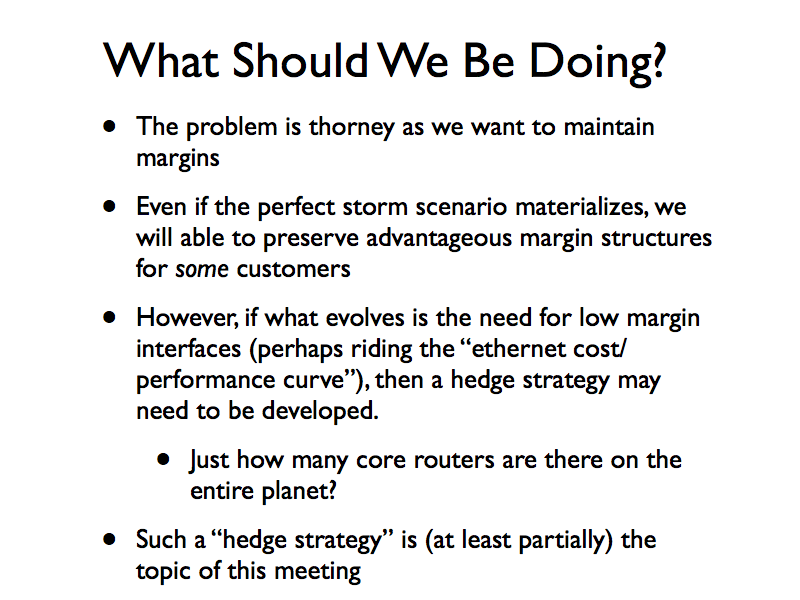 What Should We Be Doing?
• The problem is thorney as we want to maintain
margins
• Even if the perfect storm scenario materializes, we
will able to preserve advantageous margin structures
for some customers
• However, if what evolves is the need for low margin
interfaces (perhaps riding the “ethernet cost/
performance curve”), then a hedge strategy may
need to be developed.
• Just how many core routers are there on the
entire planet?
• Such a “hedge strategy” is (at least partially) the
topic of this meeting